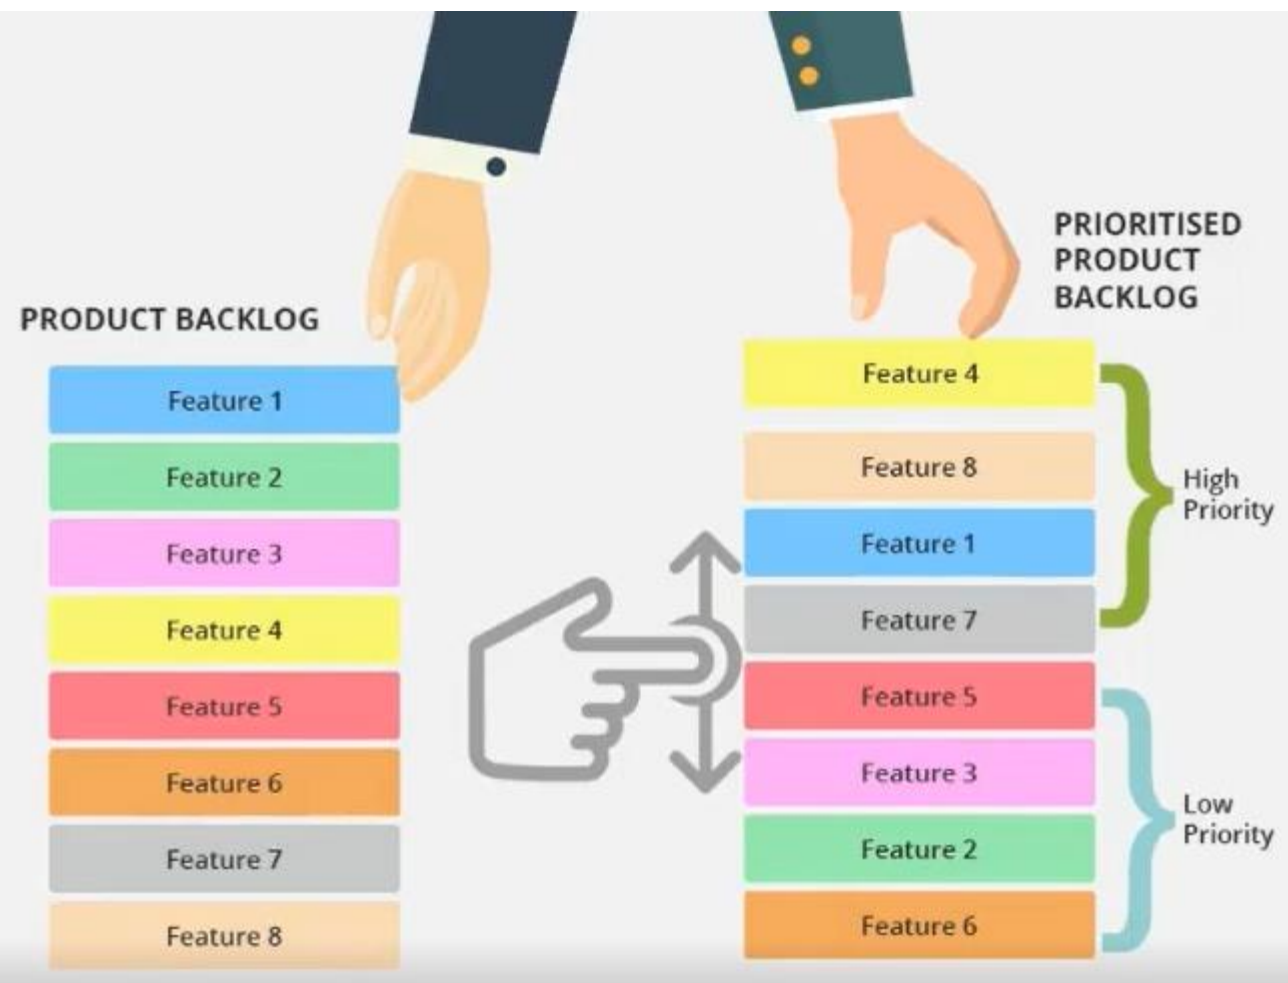 PRODUCT BACKLOG
Feature 1
Feature 2
Feature 3
Feature 4
Feature 5
Feature 6
Feature 7
Feature 8
PRIORITISED
PRODUCT
BACKLOG
Feature 4
Feature 8
Feature 1
Feature 7
Feature 5
Feature 3
Feature 2
Feature 6
High
Priority
Low
Priority